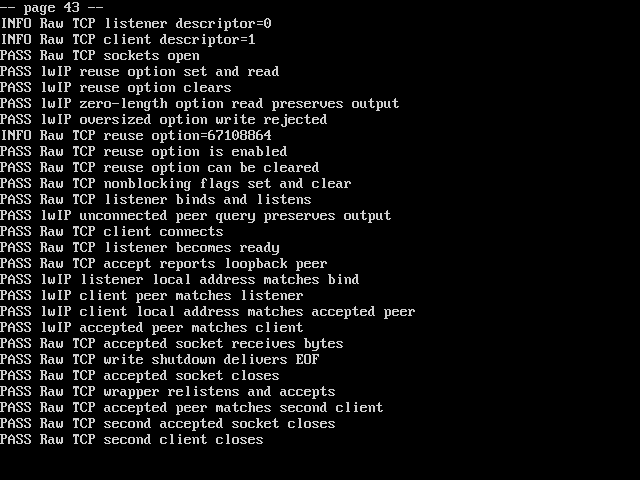 -- page 43 --
INFO Raw TCP listener descriptor=0
INFO Raw TCP client descriptor=1
PASS Raw TCP sockets open
PASS lwIP reuse option set and read
PASS lwIP reuse option clears
PASS lwIP zero-length option read preserves output
PASS lwIP oversized option write rejected
INFO Raw TCP reuse option=67108864
PASS Raw TCP reuse option is enabled
PASS Raw TCP reuse option can be cleared
PASS Raw TCP nonblocking flags set and clear
PASS Raw TCP listener binds and listens
PASS lwIP unconnected peer query preserves output
PASS Raw TCP client connects
PASS Raw TCP listener becomes ready
PASS Raw TCP accept reports loopback peer
PASS lwIP listener local address matches bind
PASS lwIP client peer matches listener
PASS lwIP client local address matches accepted peer
PASS lwIP accepted peer matches client
PASS Raw TCP accepted socket receives bytes
PASS Raw TCP write shutdown delivers EOF
PASS Raw TCP accepted socket closes
PASS Raw TCP wrapper relistens and accepts
PASS Raw TCP accepted peer matches second client
PASS Raw TCP second accepted socket closes
PASS Raw TCP second client closes